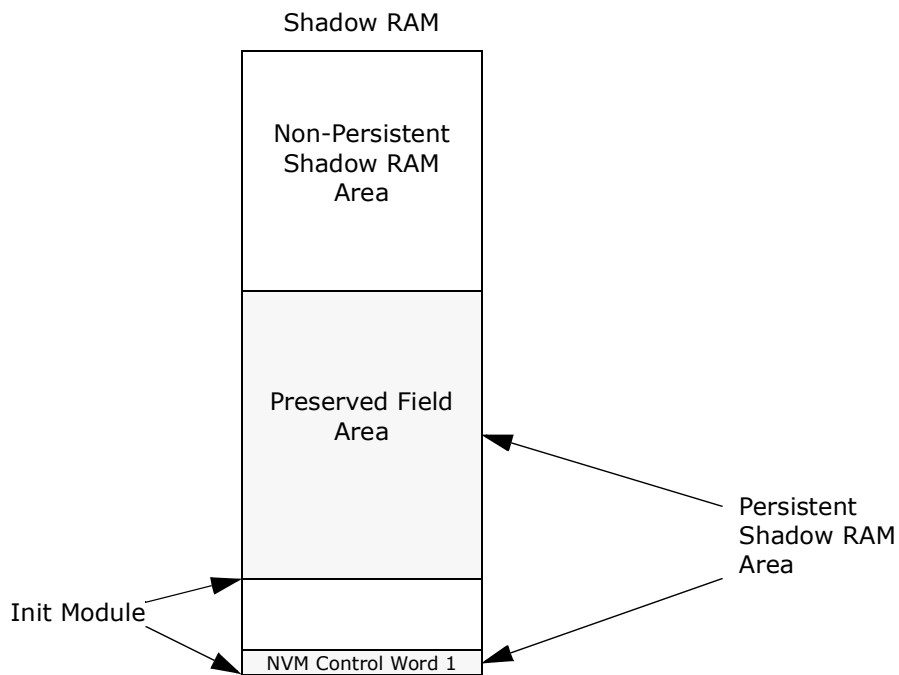 Shadow RAM
Non-Persistent
Shadow RAM
Area
Preserved Field
Area
Persistent
Shadow RAM
Area
Init Module
NVM Control Word 1